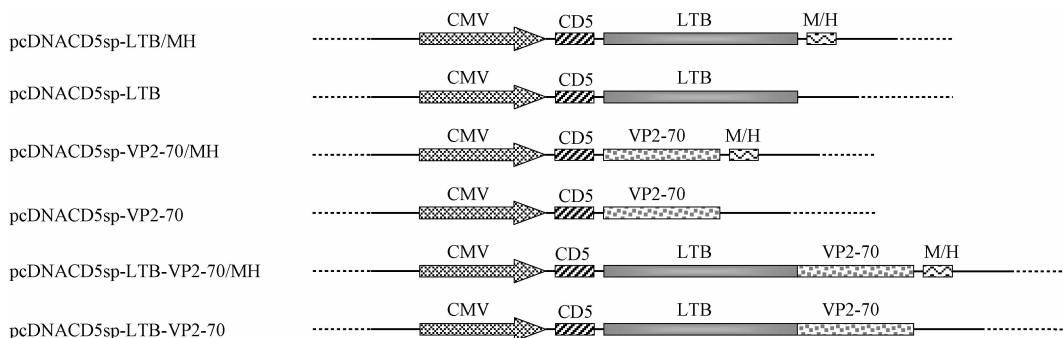 CMV CD5 LTB M/H
pcDNACD5sp-LTB/MH
CMV CD5 LTB
pcDNACD5sp-LTB
CMV CD5 VP2-70 M/H
pcDNACD5sp-VP2-70/MH
CMV CD5 VP2-70
pcDNACD5sp-VP2-70
CMV CD5 LTB VP2-70 M/H
pcDNACD5sp-LTB-VP2-70/MH
CMV CD5 LTB VP2-70
pcDNACD5sp-LTB-VP2-70